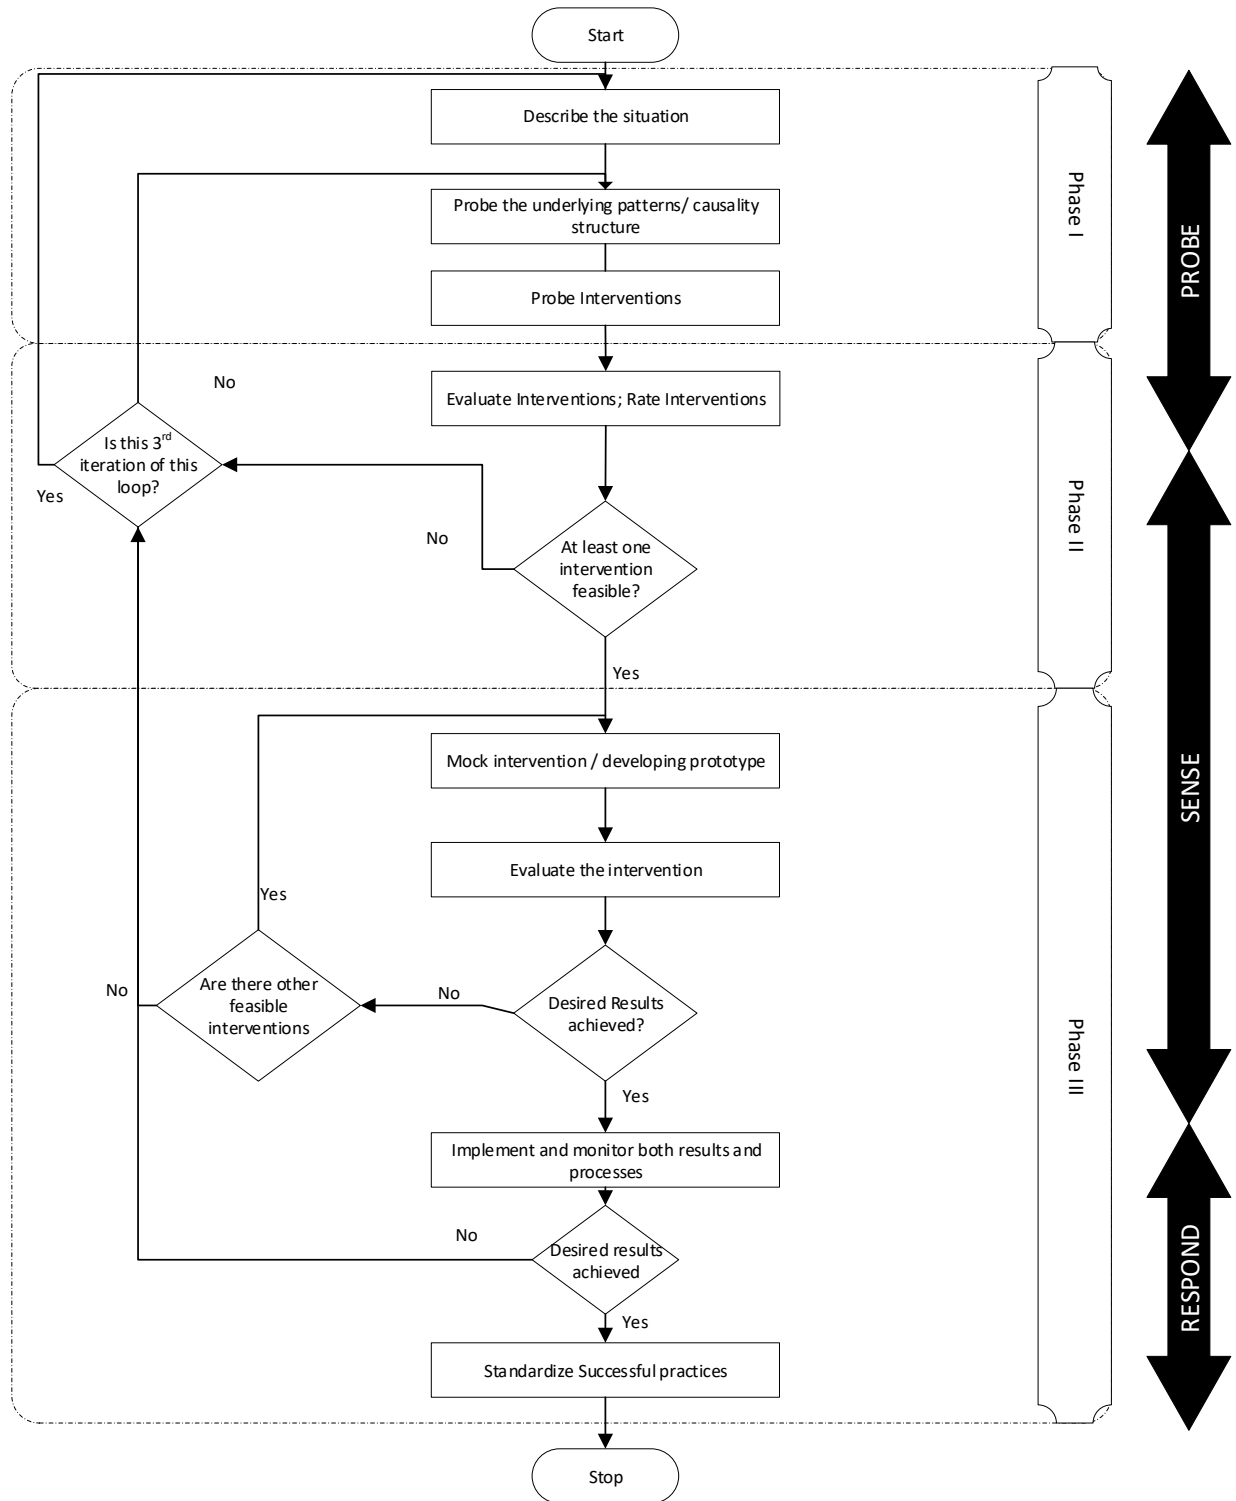 Start
Describe the situation
Probe the underlying patterns/ causality
structure
Probe Interventions
Phase I
PROBE
Evaluate Interventions; Rate Interventions
No
Is this 3rd
iteration of this
loop?
Yes
No
At least one
intervention
feasible?
Yes
Phase II
Mock intervention / developing prototype
Evaluate the intervention
Yes
Are there other
feasible
interventions
No
No
Desired Results
achieved?
Yes
SENSE
Phase III
Implement and monitor both results and
processes
No
Desired results
achieved
Yes
Standardize Successful practices
RESPOND
Stop